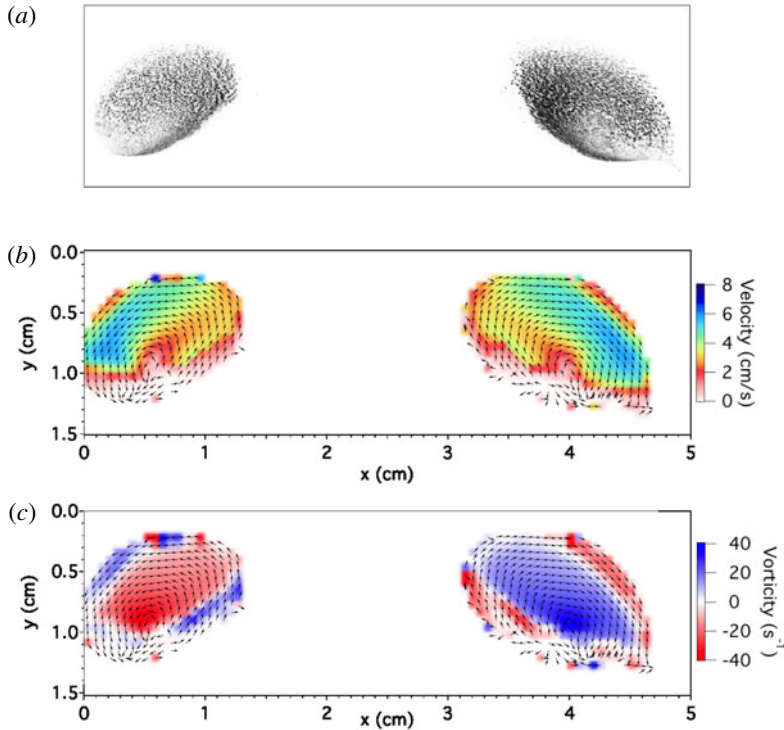 (a)
(b)
0.0
0.5
1.0
1.5
y (cm)
0 1 2 3 4 5
x (cm)
8
6
4
2
0
Velocity (cm/s)
(c)
0.0
0.5
1.0
1.5
y (cm)
0 1 2 3 4 5
x (cm)
40
20
0
-20
-40
Vorticity (s⁻¹)